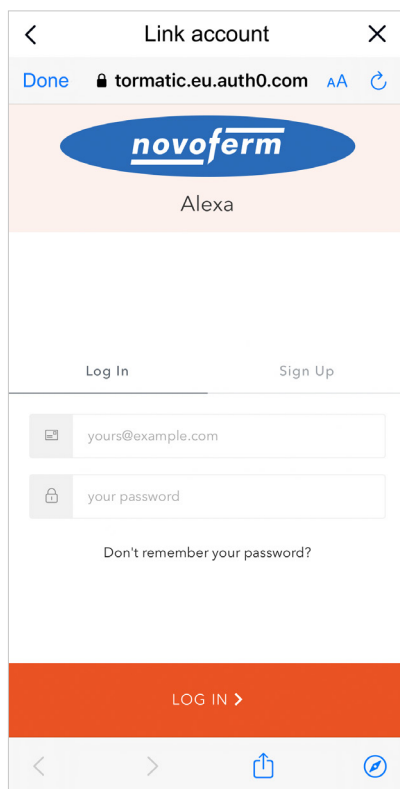 Link account
Done tormatic.eu.auth0.com AA
novoferm
Alexa
Log In Sign Up
yours@example.com
your password
Don't remember your password?
LOG IN